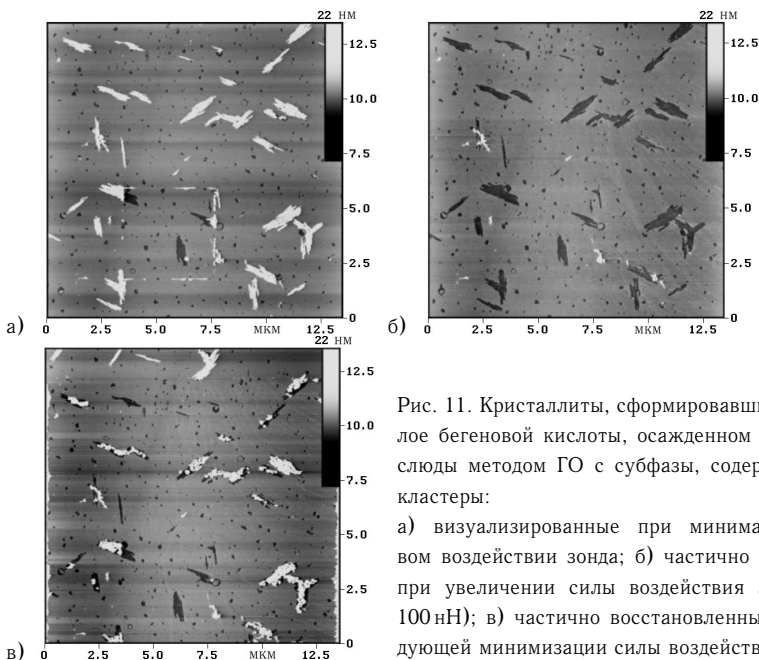 22 нм
12.5
10.0
7.5
5.0
2.5
0
а) 0 2.5 5.0 7.5 мкм 12.5
22 нм
12.5
10.0
7.5
5.0
2.5
0
б) 0 2.5 5.0 7.5 мкм 12.5
22 нм
12.5
10.0
7.5
5.0
2.5
0
в) 0 2.5 5.0 7.5 мкм 12.5
Рис. 11. Кристаллиты, сформировавши
лое бегеновой кислоты, осажденном
слюды методом ГО с субфазы, содер
кластеры:
а) визуализированные при минима
вом воздействии зонда; б) частично
при увеличении силы воздействия
100 нН); в) частично восстановленны
дующей минимизации силы воздейств